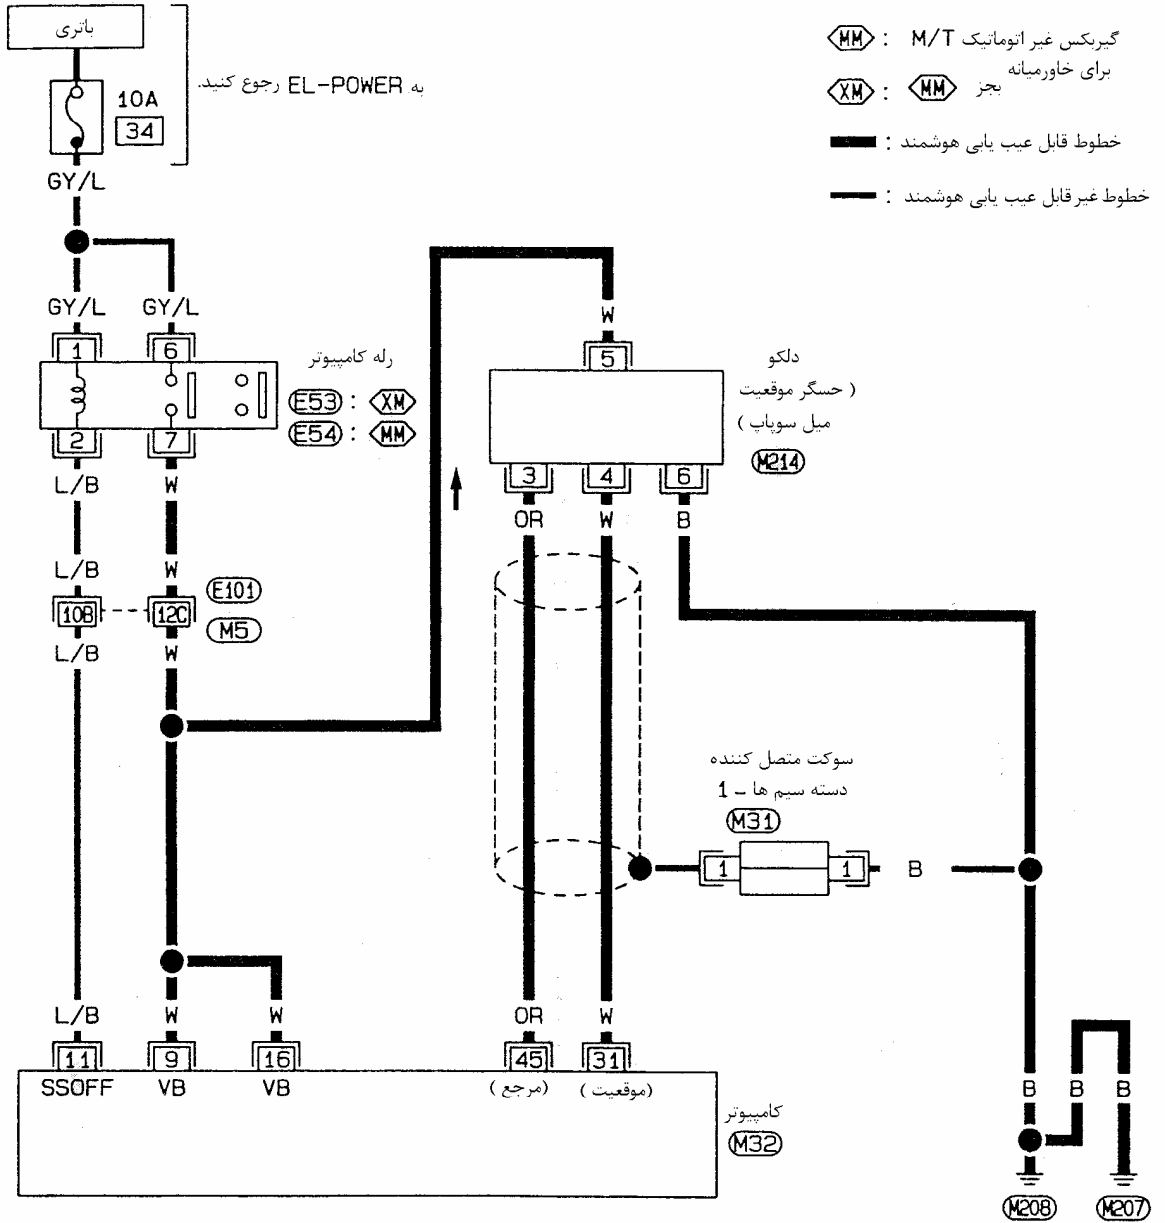 باتری
10A
34
به EL-POWER رجوع کنید.
MM : M/T گیربکس غیر اتوماتیک
برای خاورمیانه
XM : MM بجز
خطوط قابل عیب یابی هوشمند :
خطوط غیر قابل عیب یابی هوشمند :
GY/L
GY/L GY/L
1 6
رله کامپیوتر
E53 : XM
E54 : MM
2 7
L/B W
L/B W
E101
10B 12C
M5
L/B W
W
5
دلکو
( حسگر موقعیت
میل سوپاپ )
M214
3 4 6
OR W B
سوکت متصل کننده
دسته سیم ها - 1
M31
1 1 B
L/B W W OR W
11 9 16 45 31
SSOFF VB VB (مرجع) (موقعیت)
کامپیوتر
M32
B B B
M208 M207